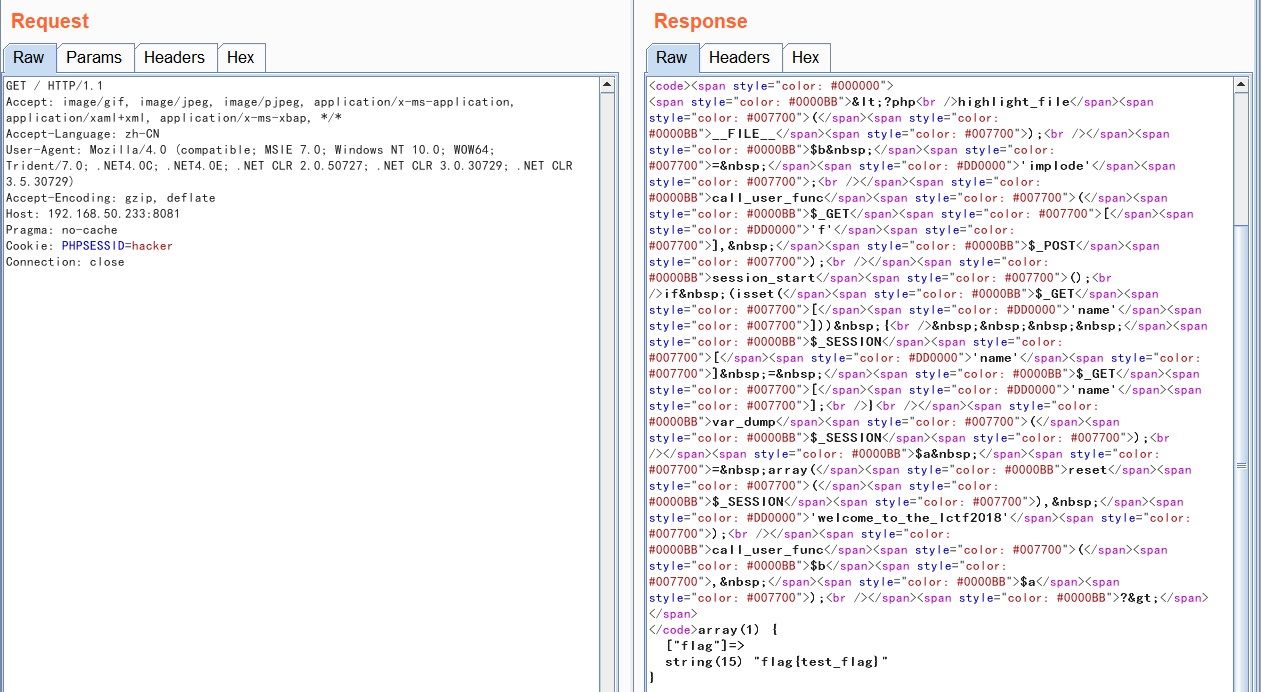 Request
Raw
Params
Headers
Hex
GET / HTTP/1.1
Accept: image/gif, image/jpeg, image/pjpeg, application/x-ms-application,
application/xaml+xml, application/x-ms-xbap, */*
Accept-Language: zh-CN
User-Agent: Mozilla/4.0 (compatible; MSIE 7.0; Windows NT 10.0; WOW64;
Trident/7.0; .NET4.0C; .NET4.0E; .NET CLR 2.0.50727; .NET CLR 3.0.30729; .NET CLR
3.5.30729)
Accept-Encoding: gzip, deflate
Host: 192.168.50.233:8081
Pragma: no-cache
Cookie: PHPSESSID=hacker
Connection: close
Response
Raw
Headers
Hex
<code><span style="color: #000000">
<span style="color: #0000BB">&lt;?php<br />highlight_file</span><span
style="color: #007700">(</span><span style="color:
#0000BB">__FILE__</span><span style="color: #007700">);<br /></span><span
style="color: #0000BB">$b&nbsp;</span><span style="color:
#007700">=&nbsp;</span><span style="color: #DD0000">'implode'</span><span
style="color: #007700">;<br /></span><span style="color:
#0000BB">call_user_func</span><span style="color: #007700">(</span><span
style="color: #0000BB">$_GET</span><span style="color: #007700">[</span><span
style="color: #DD0000">'f'</span><span style="color:
#007700">],&nbsp;</span><span style="color: #0000BB">$_POST</span><span
style="color: #007700">);<br /></span><span style="color:
#0000BB">session_start</span><span style="color: #007700">();<br
/>if&nbsp;(isset(</span><span style="color: #0000BB">$_GET</span><span
style="color: #007700">[</span><span style="color: #DD0000">'name'</span><span
style="color: #007700">]))&nbsp;{<br />&nbsp;&nbsp;&nbsp;&nbsp;</span><span
style="color: #0000BB">$_SESSION</span><span style="color:
#007700">[</span><span style="color: #DD0000">'name'</span><span style="color:
#007700">]&nbsp;=&nbsp;</span><span style="color: #0000BB">$_GET</span><span
style="color: #007700">[</span><span style="color: #DD0000">'name'</span><span
style="color: #007700">];<br />}<br /></span><span style="color:
#0000BB">var_dump</span><span style="color: #007700">(</span><span
style="color: #0000BB">$_SESSION</span><span style="color: #007700">);<br
/></span><span style="color: #0000BB">$a&nbsp;</span><span style="color:
#007700">=&nbsp;array(</span><span style="color: #0000BB">reset</span><span
style="color: #007700">(</span><span style="color:
#0000BB">$_SESSION</span><span style="color: #007700">),&nbsp;</span><span
style="color: #DD0000">'welcome_to_the_lctf2018'</span><span style="color:
#007700">);<br /></span><span style="color:
#0000BB">call_user_func</span><span style="color: #007700">(</span><span
style="color: #0000BB">$b</span><span style="color:
#007700">,&nbsp;</span><span style="color: #0000BB">$a</span><span
style="color: #007700">);<br /></span><span style="color: #0000BB">?&gt;</span>
</span>
</code>array(1) {
["flag"]=>
string(15) "flag{test_flag}"
}